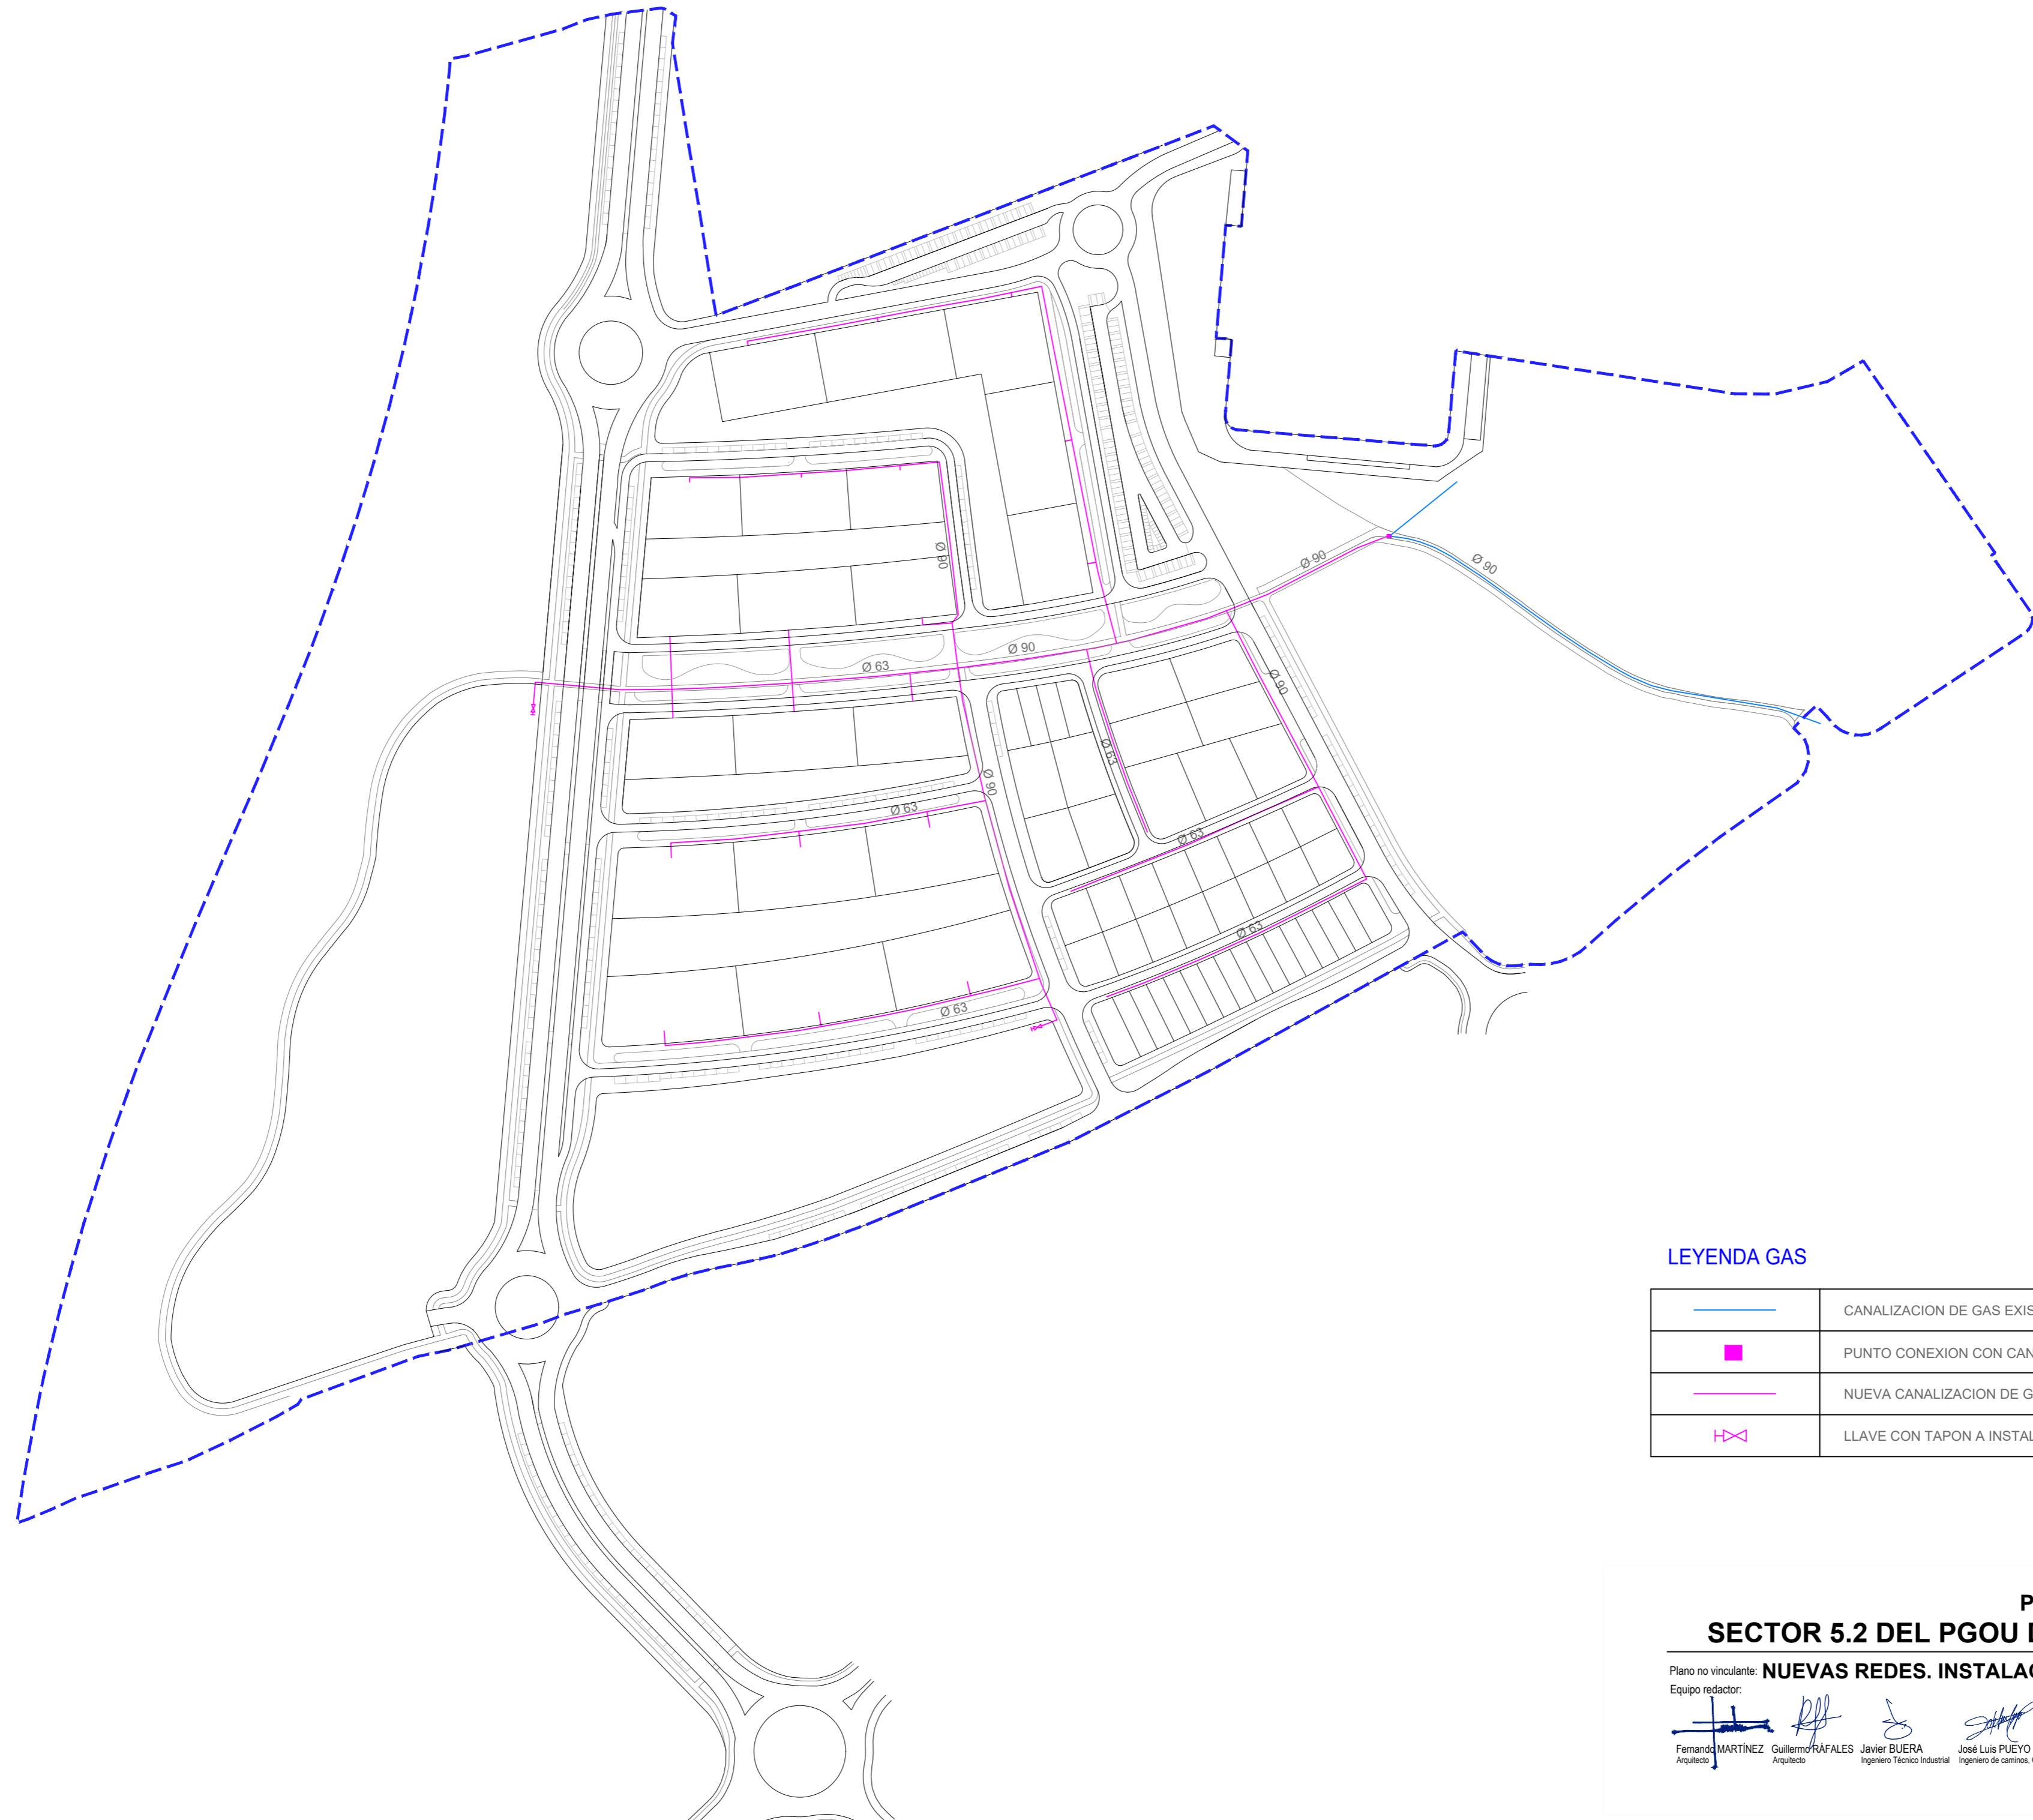 Ø 90
Ø 90
Ø 90
Ø 90
Ø 63
Ø 90
Ø 63
Ø 90
Ø 63
Ø 63
Ø 63
Ø 63
LEYENDA GAS
CANALIZACION DE GAS EXIS
PUNTO CONEXION CON CAN
NUEVA CANALIZACION DE G
LLAVE CON TAPON A INSTAL
P
SECTOR 5.2 DEL PGOU D
Plano no vinculante: NUEVAS REDES. INSTALAC
Equipo redactor:
Fernando MARTÍNEZ Guillermo RÁFALES Javier BUERA José Luis PUEYO
Arquitecto Arquitecto Ingeniero Técnico Industrial Ingeniero de caminos,